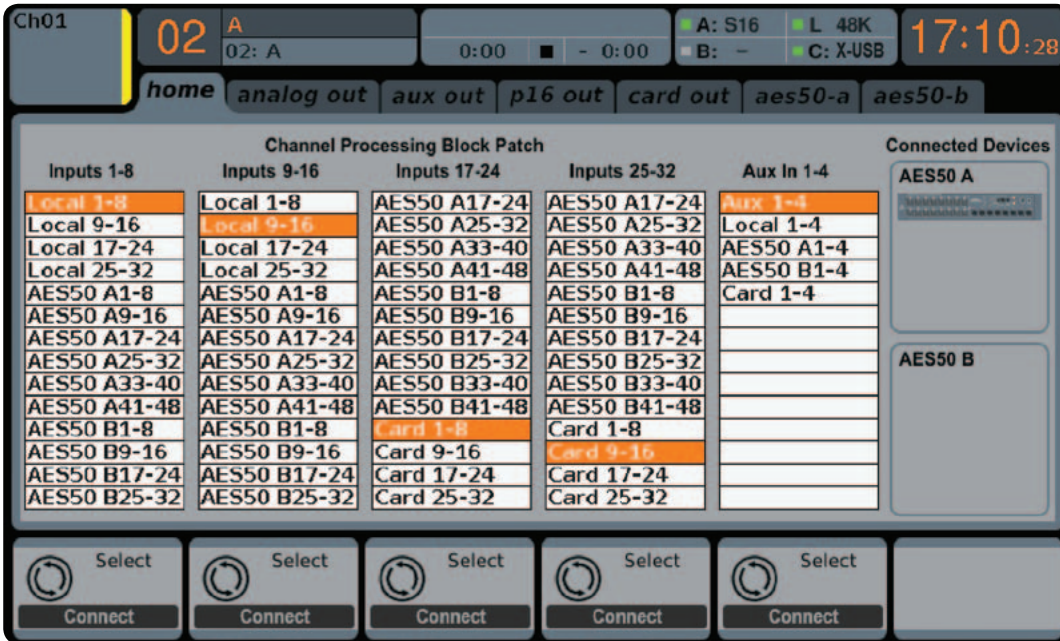 Ch01
02
A
02: A
0:00 - 0:00
A: S16
B: -
L 48K
C: X-USB
17:10:28
home
analog out
aux out
p16 out
card out
aes50-a
aes50-b
Channel Processing Block Patch
Connected Devices
Inputs 1-8
Local 1-8
Local 9-16
Local 17-24
Local 25-32
AES50 A1-8
AES50 A9-16
AES50 A17-24
AES50 A25-32
AES50 A33-40
AES50 A41-48
AES50 B1-8
AES50 B9-16
AES50 B17-24
AES50 B25-32
Inputs 9-16
Local 1-8
Local 9-16
Local 17-24
Local 25-32
AES50 A1-8
AES50 A9-16
AES50 A17-24
AES50 A25-32
AES50 A33-40
AES50 A41-48
AES50 B1-8
AES50 B9-16
AES50 B17-24
AES50 B25-32
Inputs 17-24
AES50 A17-24
AES50 A25-32
AES50 A33-40
AES50 A41-48
AES50 B1-8
AES50 B9-16
AES50 B17-24
AES50 B25-32
AES50 B33-40
AES50 B41-48
Card 1-8
Card 9-16
Card 17-24
Card 25-32
Inputs 25-32
AES50 A17-24
AES50 A25-32
AES50 A33-40
AES50 A41-48
AES50 B1-8
AES50 B9-16
AES50 B17-24
AES50 B25-32
AES50 B33-40
AES50 B41-48
Card 1-8
Card 9-16
Card 17-24
Card 25-32
Aux In 1-4
Aux 1-4
Local 1-4
AES50 A1-4
AES50 B1-4
Card 1-4
AES50 A
AES50 B
Select
Connect
Select
Connect
Select
Connect
Select
Connect
Select
Connect